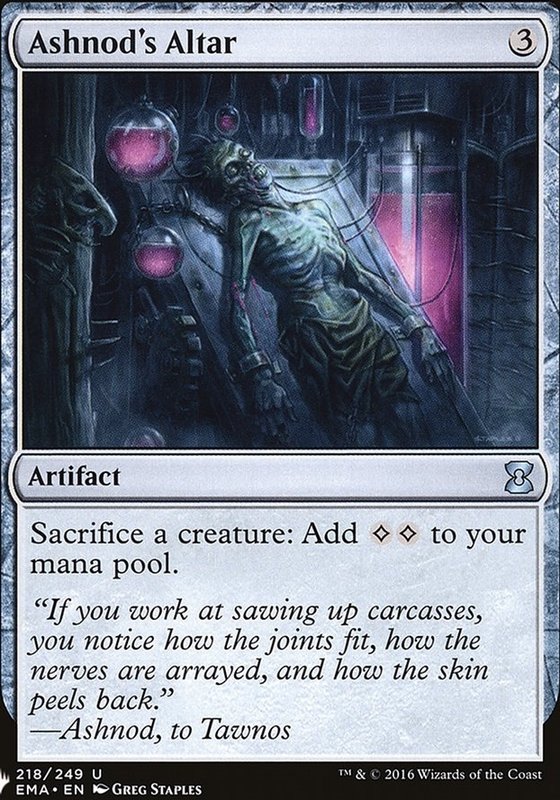 Ashnod's Altar 3
Artifact
Sacrifice a creature: Add to your
mana pool.
“If you work at sawing up carcasses,
you notice how the joints fit, how the
nerves are arrayed, and how the skin
peels back.”
—Ashnod, to Tawnos
218/249 U
EMA • EN Greg Staples
™ & © 2016 Wizards of the Coast